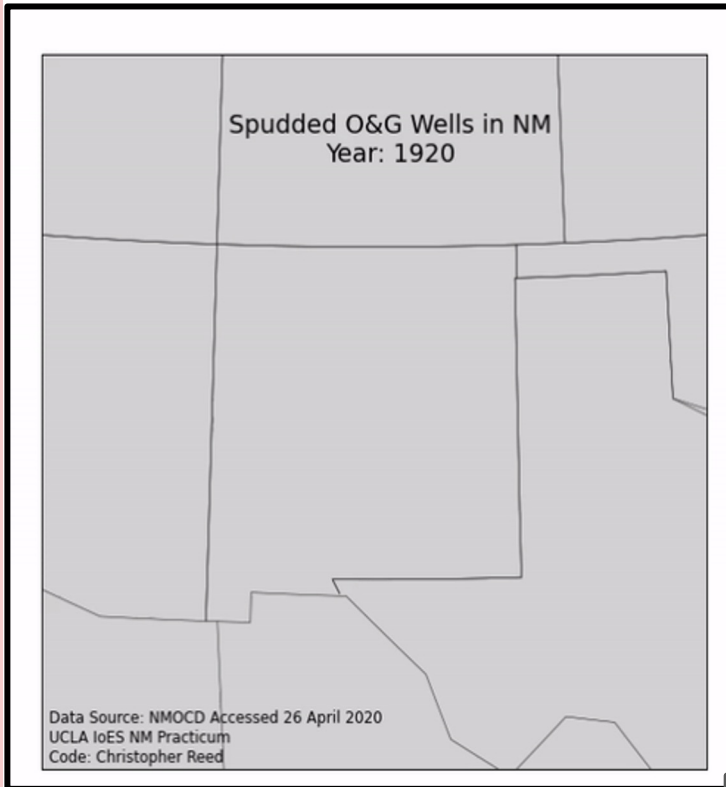 Spudded O&G Wells in NM
Year: 1920
Data Source: NMOCD Accessed 26 April 2020
UCLA IoES NM Practicum
Code: Christopher Reed